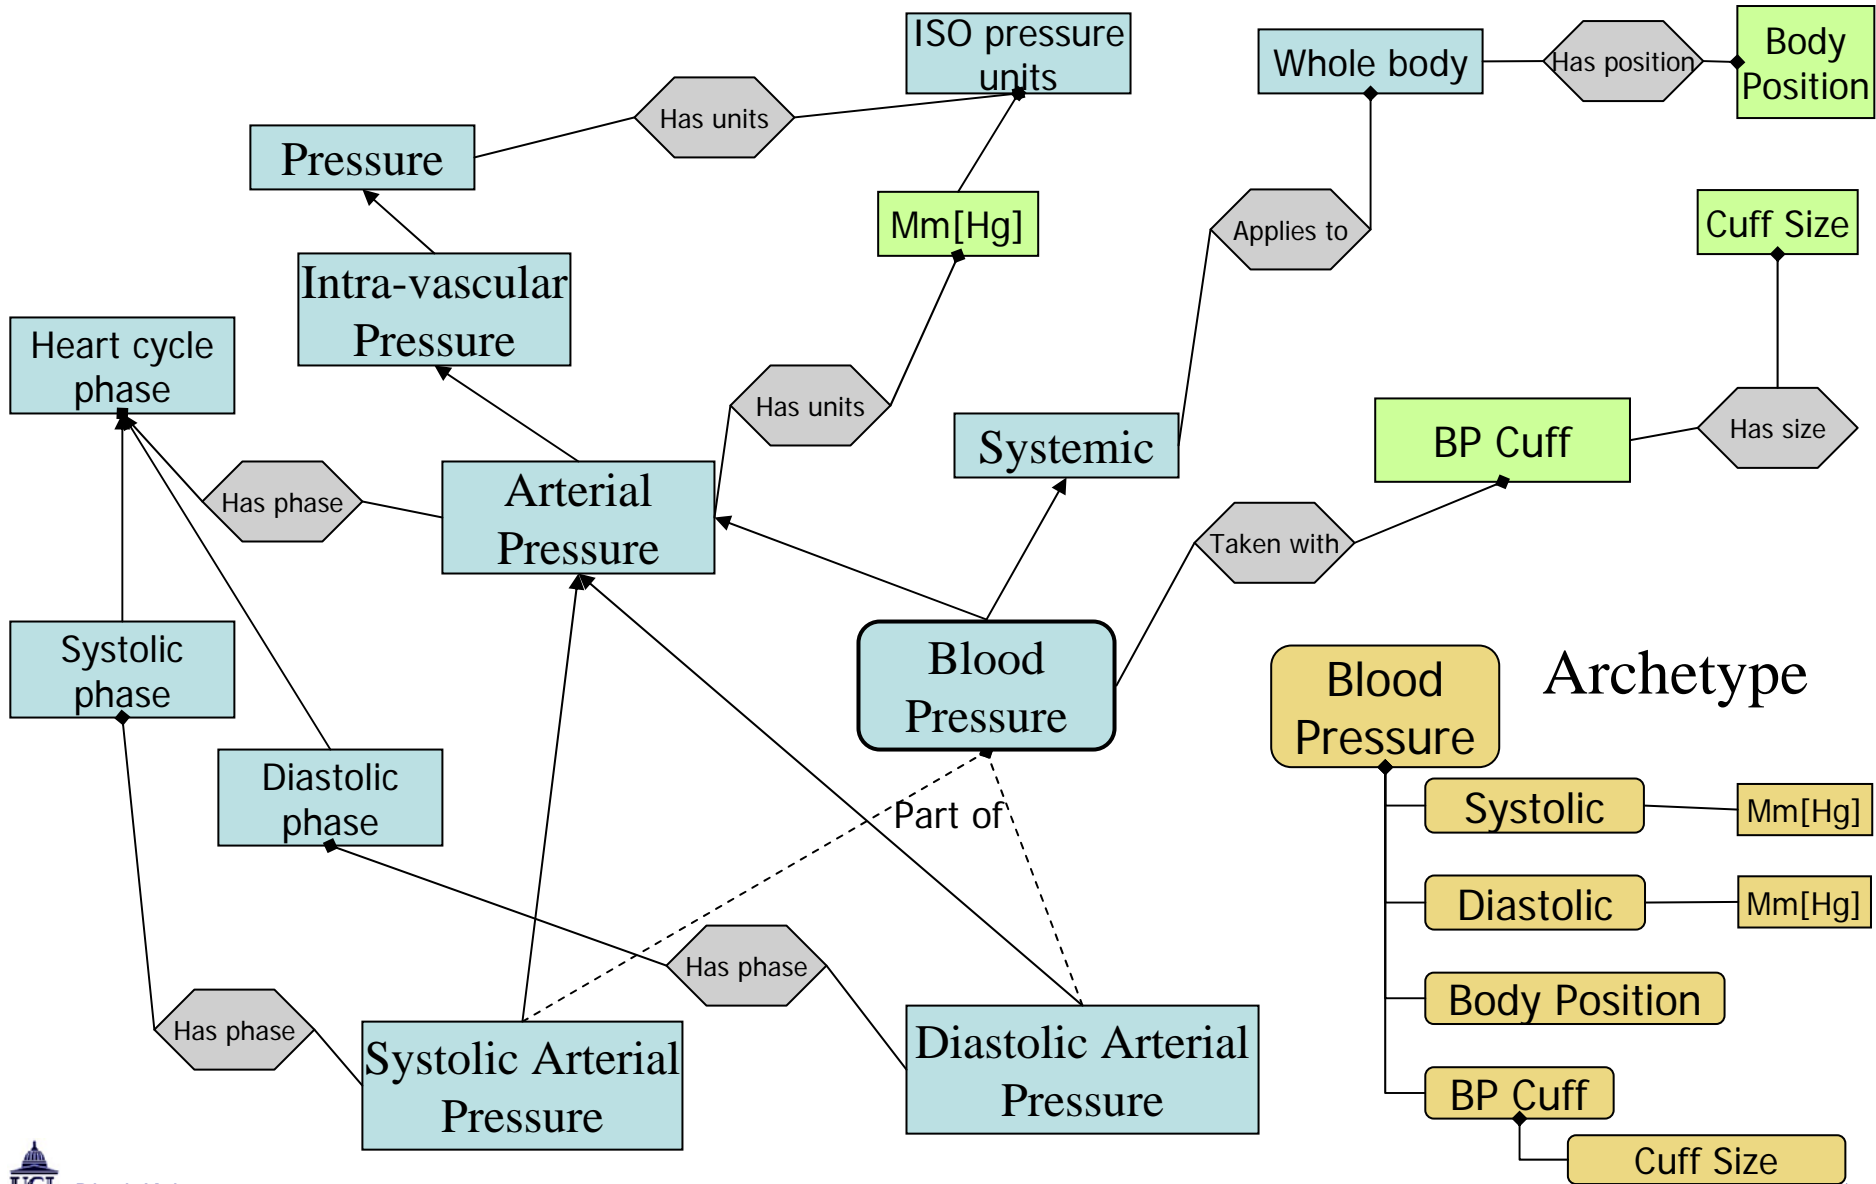 ISO pressure
units
Whole body
Has position
Body
Position
Has units
Pressure
Mm[Hg]
Applies to
Cuff Size
Intra-vascular
Pressure
Heart cycle
phase
Has units
Systemic
BP Cuff
Has size
Has phase
Arterial
Pressure
Taken with
Systolic
phase
Blood
Pressure
Diastolic
phase
Part of
Has phase
Has phase
Systolic Arterial
Pressure
Diastolic Arterial
Pressure
Archetype
Blood
Pressure
Systolic
Mm[Hg]
Diastolic
Mm[Hg]
Body Position
BP Cuff
Cuff Size
UCL